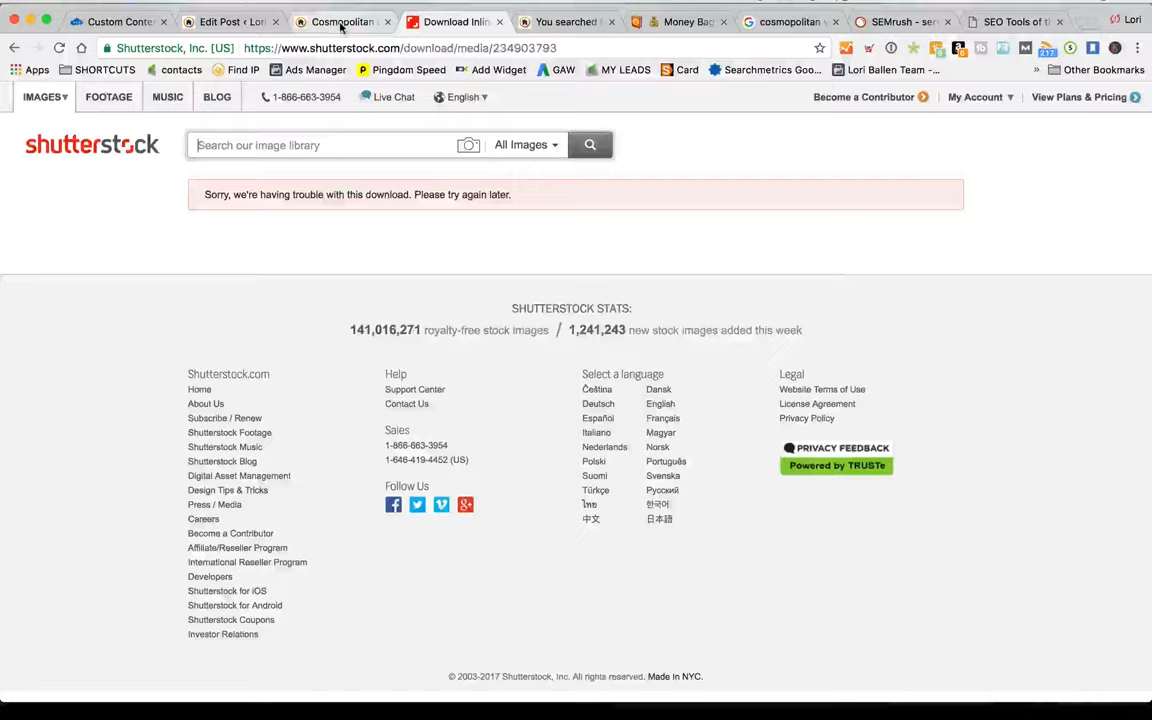 Custom Conte
Edit Post ‹ Lori
Cosmopolitan
Download Inlin
You searched
Money Bag
cosmopolitan v
SEMrush - serv
SEO Tools of th
Lori
Shutterstock, Inc. [US]
https://www.shutterstock.com/download/media/234903793
Apps
SHORTCUTS
contacts
Find IP
Ads Manager
Pingdom Speed
Add Widget
GAW
MY LEADS
Card
Searchmetrics Goo...
Lori Ballen Team -...
»
Other Bookmarks
IMAGES
FOOTAGE
MUSIC
BLOG
1-866-663-3954
Live Chat
English
Become a Contributor
My Account
View Plans & Pricing
shutterstock
Search our image library
All Images
Sorry, we're having trouble with this download. Please try again later.
SHUTTERSTOCK STATS:
141,016,271 royalty-free stock images / 1,241,243 new stock images added this week
Shutterstock.com
Home
About Us
Subscribe / Renew
Shutterstock Footage
Shutterstock Music
Shutterstock Blog
Digital Asset Management
Design Tips & Tricks
Press / Media
Careers
Become a Contributor
Affiliate/Reseller Program
International Reseller Program
Developers
Shutterstock for iOS
Shutterstock for Android
Shutterstock Coupons
Investor Relations
Help
Support Center
Contact Us
Sales
1-866-663-3954
1-646-419-4452 (US)
Follow Us
Select a language
Čeština
Dansk
Deutsch
English
Español
Français
Italiano
Magyar
Nederlands
Norsk
Polski
Português
Suomi
Svenska
Türkçe
Русский
ไทย
한국어
中文
日本語
Legal
Website Terms of Use
License Agreement
Privacy Policy
PRIVACY FEEDBACK
Powered by TRUSTe
© 2003-2017 Shutterstock, Inc. All rights reserved. Made in NYC.